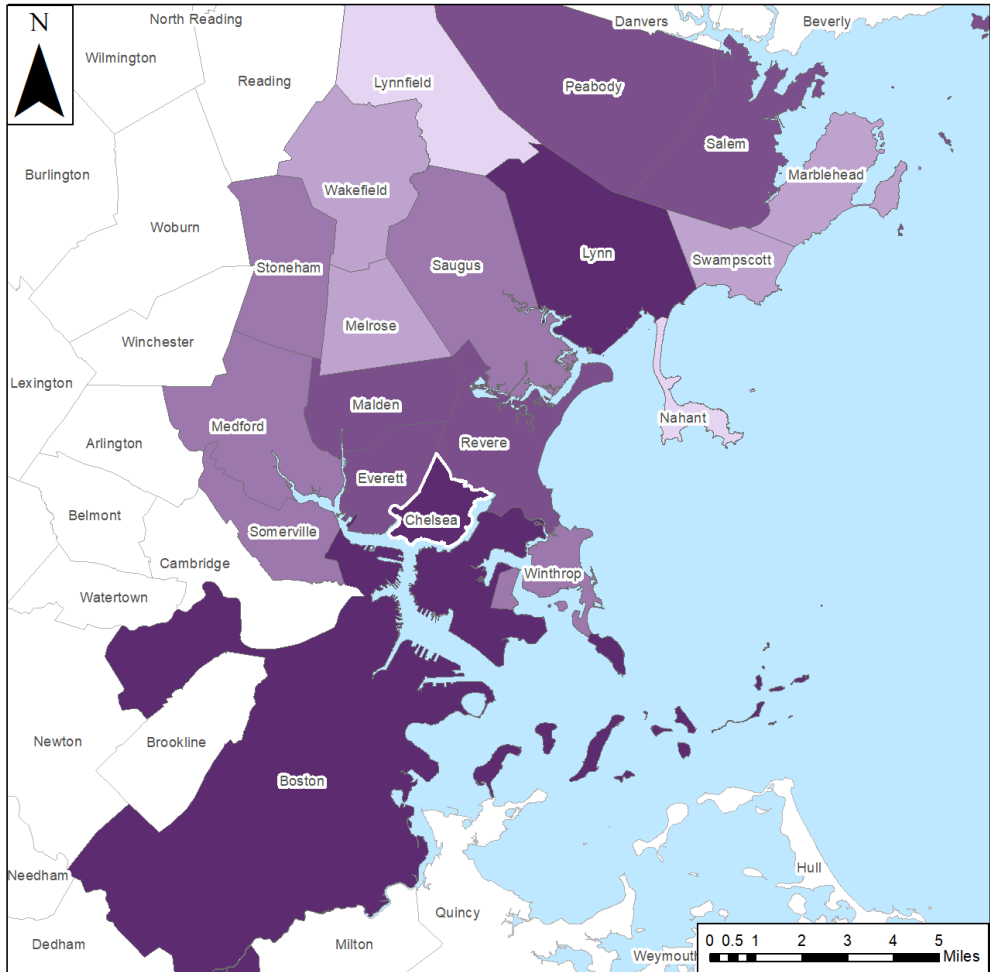 N
North Reading
Danvers
Beverly
Wilmington
Reading
Lynnfield
Peabody
Salem
Burlington
Wakefield
Marblehead
Woburn
Stoneham
Saugus
Lynn
Swampscott
Winchester
Melrose
Lexington
Malden
Nahant
Arlington
Medford
Revere
Everett
Belmont
Chelsea
Somerville
Cambridge
Winthrop
Watertown
Newton
Brookline
Boston
Needham
Hull
Quincy
Dedham
Milton
Weymout
0 0.5 1 2 3 4 5
Miles